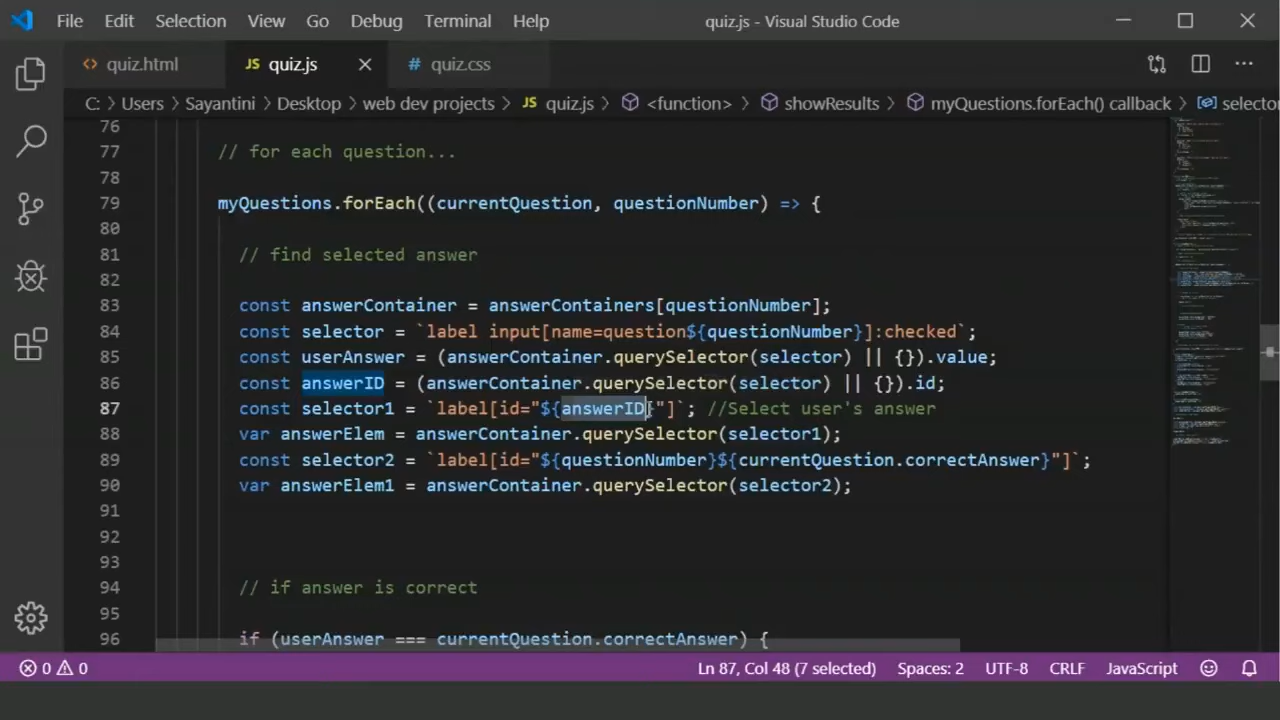 File Edit Selection View Go Debug Terminal Help quiz.js - Visual Studio Code
quiz.html JS quiz.js # quiz.css
C: > Users > Sayantini > Desktop > web dev projects > JS quiz.js > <function> > showResults > myQuestions.forEach() callback > selector
76
77 // for each question...
78
79 myQuestions.forEach((currentQuestion, questionNumber) => {
80
81 // find selected answer
82
83 const answerContainer = answerContainers[questionNumber];
84 const selector = `label input[name=question${questionNumber}]:checked`;
85 const userAnswer = (answerContainer.querySelector(selector) || {}).value;
86 const answerID = (answerContainer.querySelector(selector) || {}).id;
87 const selector1 = `label[id="${answerID}"]`; //Select user's answer
88 var answerElem = answerContainer.querySelector(selector1);
89 const selector2 = `label[id="${questionNumber}${currentQuestion.correctAnswer}"]`;
90 var answerElem1 = answerContainer.querySelector(selector2);
91
92
93
94 // if answer is correct
95
96 if (userAnswer === currentQuestion.correctAnswer) {
0 0 Ln 87, Col 48 (7 selected) Spaces: 2 UTF-8 CRLF JavaScript